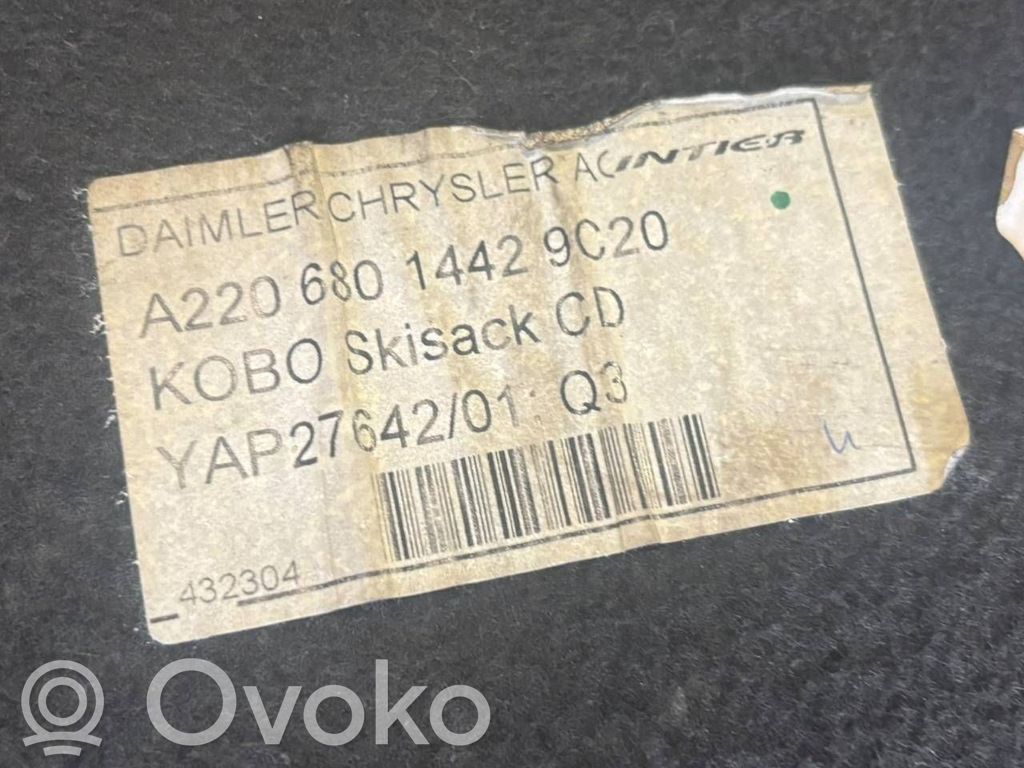 DAIMLERCHRYSLER AG INTIER
A220 680 1442 9C20
KOBO Skisack CD
YAP27642/01: Q3
432304
Ovoko